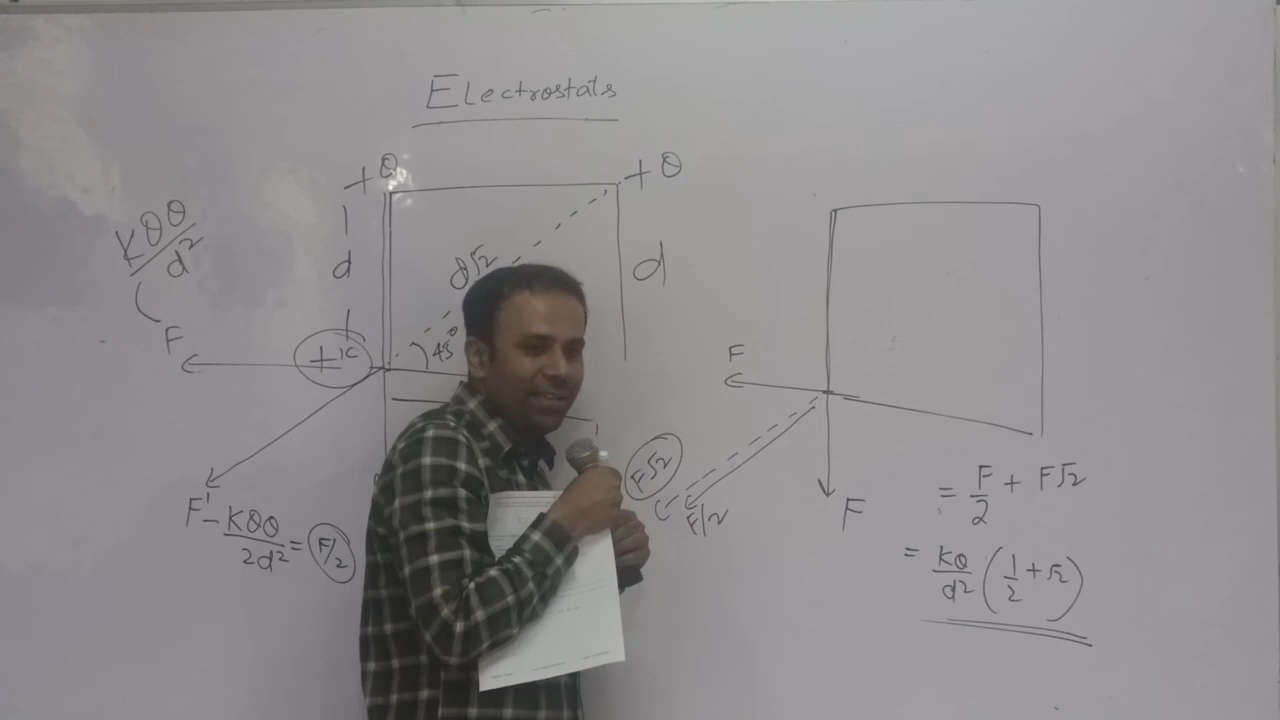 Electrostats
+Q
+Q
KQQ/d²
d
d√2
d
F
+1C
45°
F
F√2
F/2
F
F' - KQQ/2d² = F/2
= F/2 + F√2
= KQ/d² (1/2 + √2)